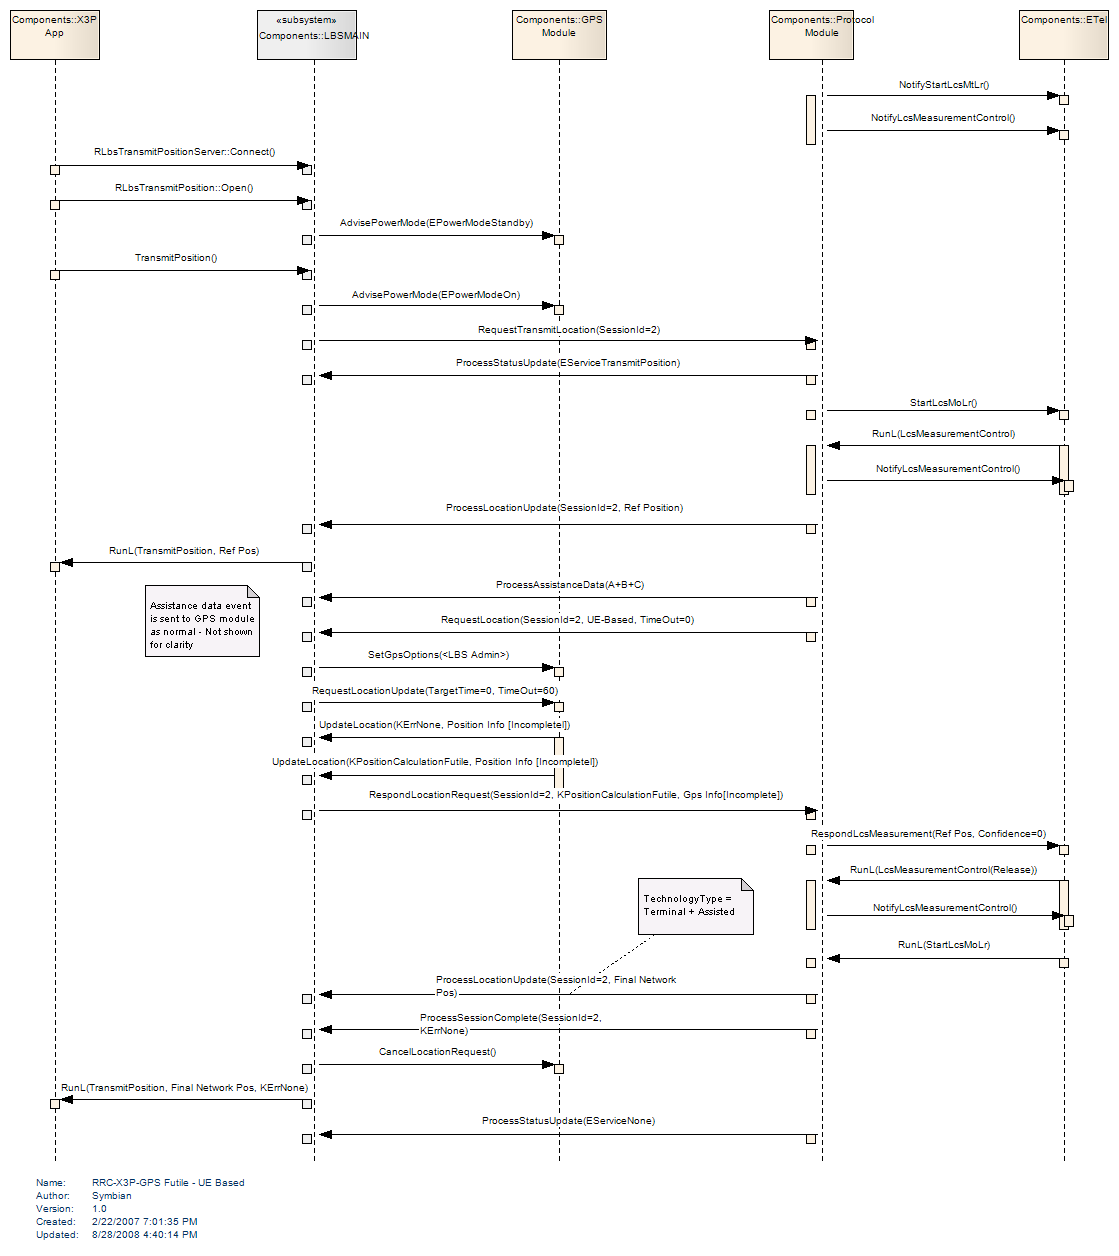 Components::X3P
App
«subsystem»
Components::LBSMAIN
Components::GPS
Module
Components::Protocol
Module
Components::ETel
NotifyStartLcsMtLr()
NotifyLcsMeasurementControl()
RLbsTransmitPositionServer::Connect()
RLbsTransmitPosition::Open()
AdvisePowerMode(EPowerModeStandby)
TransmitPosition()
AdvisePowerMode(EPowerModeOn)
RequestTransmitLocation(SessionId=2)
ProcessStatusUpdate(EServiceTransmitPosition)
StartLcsMoLr()
RunL(LcsMeasurementControl)
NotifyLcsMeasurementControl()
ProcessLocationUpdate(SessionId=2, Ref Position)
RunL(TransmitPosition, Ref Pos)
ProcessAssistanceData(A+B+C)
Assistance data event
is sent to GPS module
as normal - Not shown
for clarity
RequestLocation(SessionId=2, UE-Based, TimeOut=0)
SetGpsOptions(<LBS Admin>)
RequestLocationUpdate(TargetTime=0, TimeOut=60)
UpdateLocation(KErrNone, Position Info [Incomplete])
UpdateLocation(KPositionCalculationFutile, Position Info [Incomplete])
RespondLocationRequest(SessionId=2, KPositionCalculationFutile, Gps Info[Incomplete])
RespondLcsMeasurement(Ref Pos, Confidence=0)
RunL(LcsMeasurementControl(Release))
TechnologyType =
Terminal + Assisted
NotifyLcsMeasurementControl()
RunL(StartLcsMoLr)
ProcessLocationUpdate(SessionId=2, Final Network
Pos)
ProcessSessionComplete(SessionId=2,
KErrNone)
CancelLocationRequest()
RunL(TransmitPosition, Final Network Pos, KErrNone)
ProcessStatusUpdate(EServiceNone)
Name: RRC-X3P-GPS Futile - UE Based
Author: Symbian
Version: 1.0
Created: 2/22/2007 7:01:35 PM
Updated: 8/28/2008 4:40:14 PM